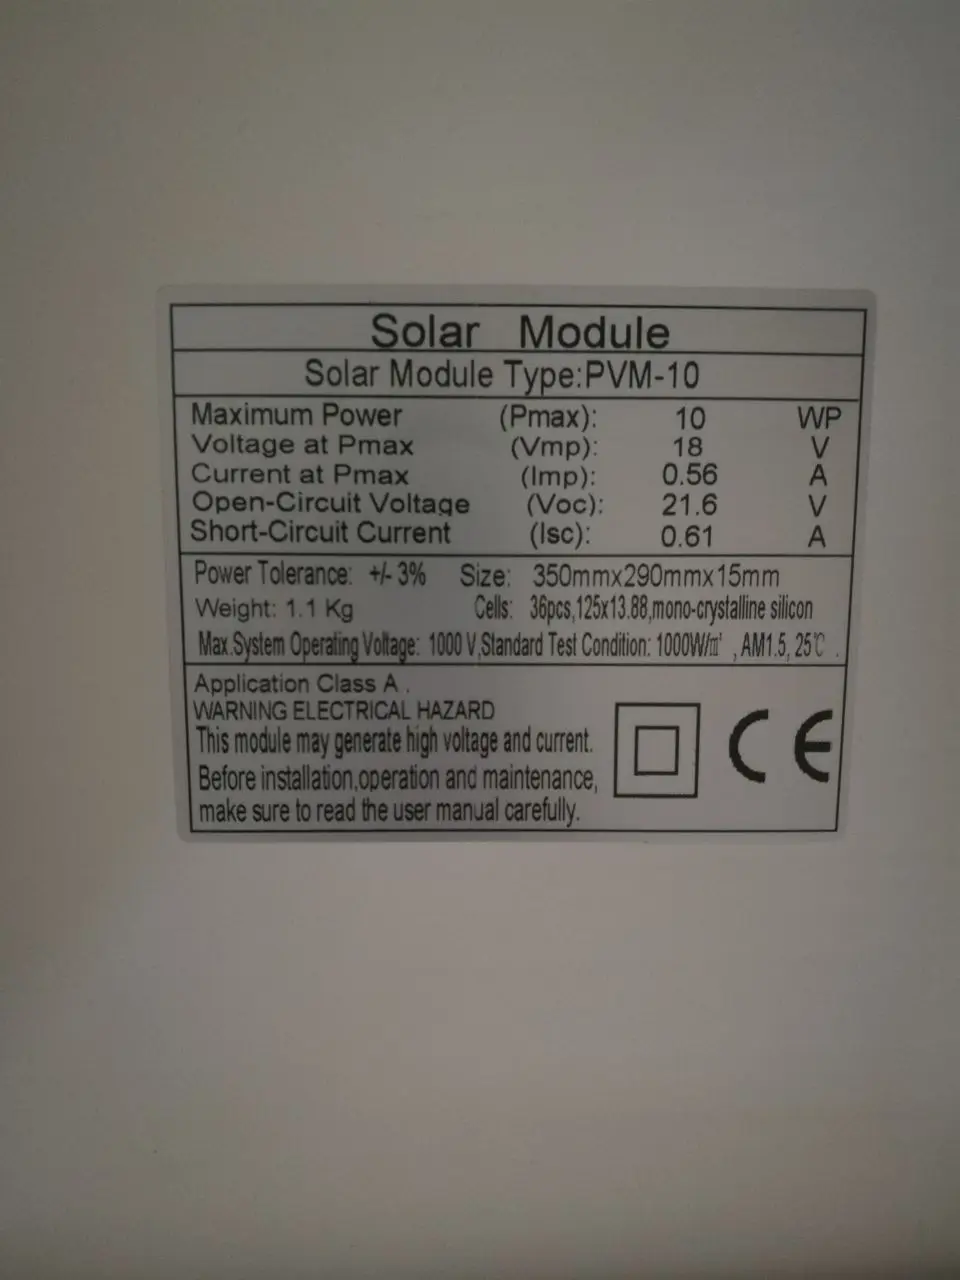 Solar Module
Solar Module Type:PVM-10
Maximum Power (Pmax): 10 WP
Voltage at Pmax (Vmp): 18 V
Current at Pmax (Imp): 0.56 A
Open-Circuit Voltage (Voc): 21.6 V
Short-Circuit Current (Isc): 0.61 A
Power Tolerance: +/- 3% Size: 350mmx290mmx15mm
Weight: 1.1 Kg Cells: 36pcs,125x13.88,mono-crystalline silicon
Max.System Operating Voltage: 1000 V,Standard Test Condition: 1000W/㎡ , AM1.5, 25℃ .
Application Class A .
WARNING ELECTRICAL HAZARD
This module may generate high voltage and current.
Before installation,operation and maintenance,
make sure to read the user manual carefully.
CE